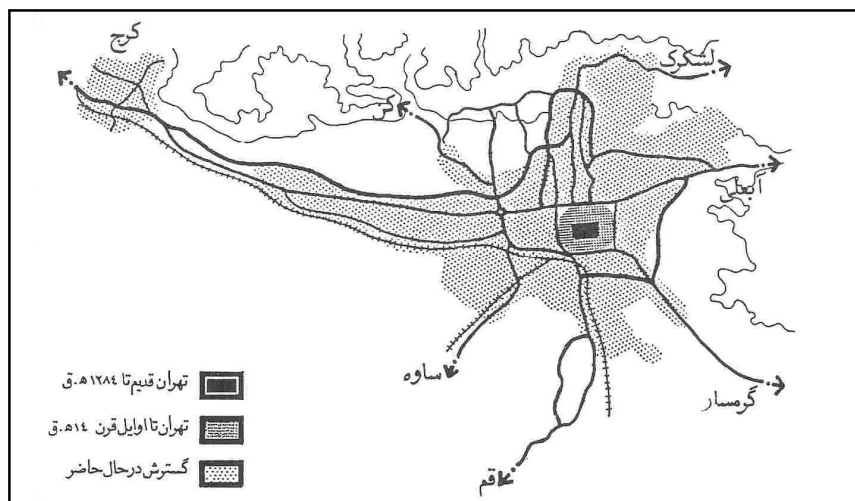 کرج
لشکرک
کن
آبعلی
ساوه
قم
گرمسار
تهران قدیم تا ۱۲۸۴ ه‍.ق
تهران تا اوایل قرن ۱۴ ه‍.ق
گسترش در حال حاضر